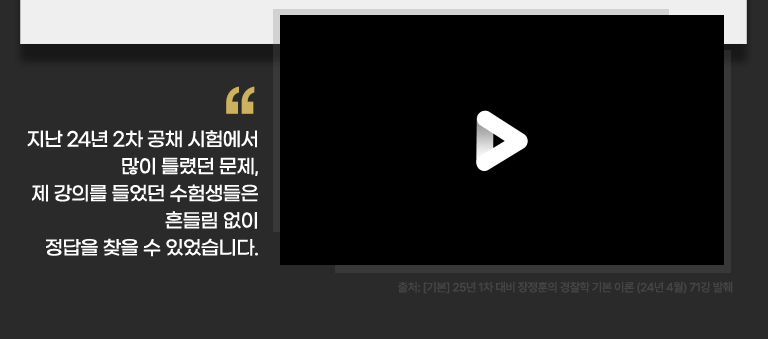 지난 24년 2차 공채 시험에서
많이 틀렸던 문제,
제 강의를 들었던 수험생들은
흔들림 없이
정답을 찾을 수 있었습니다.
출처: [기본] 25년 1차 대비 장정훈의 경찰학 기본 이론 (24년 4월) 71강 발췌